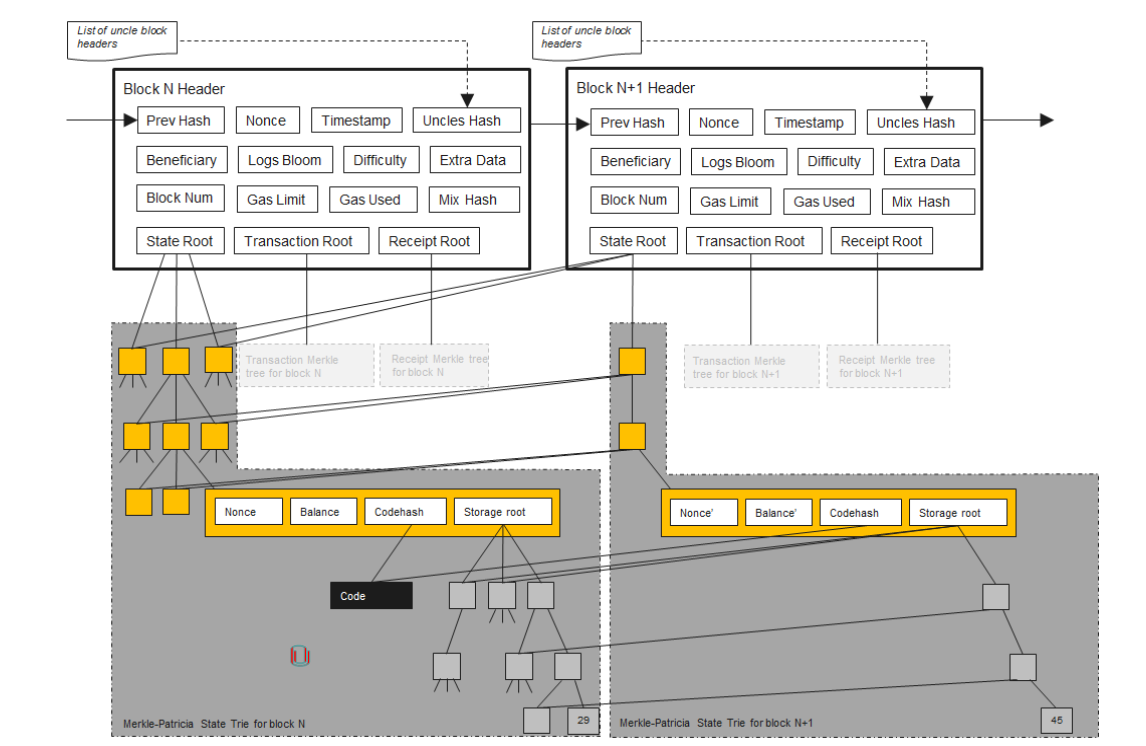 List of uncle block
headers
List of uncle block
headers
Block N Header
Prev Hash
Nonce
Timestamp
Uncles Hash
Beneficiary
Logs Bloom
Difficulty
Extra Data
Block Num
Gas Limit
Gas Used
Mix Hash
State Root
Transaction Root
Receipt Root
Block N+1 Header
Prev Hash
Nonce
Timestamp
Uncles Hash
Beneficiary
Logs Bloom
Difficulty
Extra Data
Block Num
Gas Limit
Gas Used
Mix Hash
State Root
Transaction Root
Receipt Root
Transaction Merkle
tree for block N
Receipt Merkle tree
for block N
Transaction Merkle
tree for block N+1
Receipt Merkle tree
for block N+1
Nonce
Balance
Codehash
Storage root
Nonce'
Balance'
Codehash
Storage root
Code
29
45
Merkle-Patricia State Trie for block N
Merkle-Patricia State Trie for block N+1